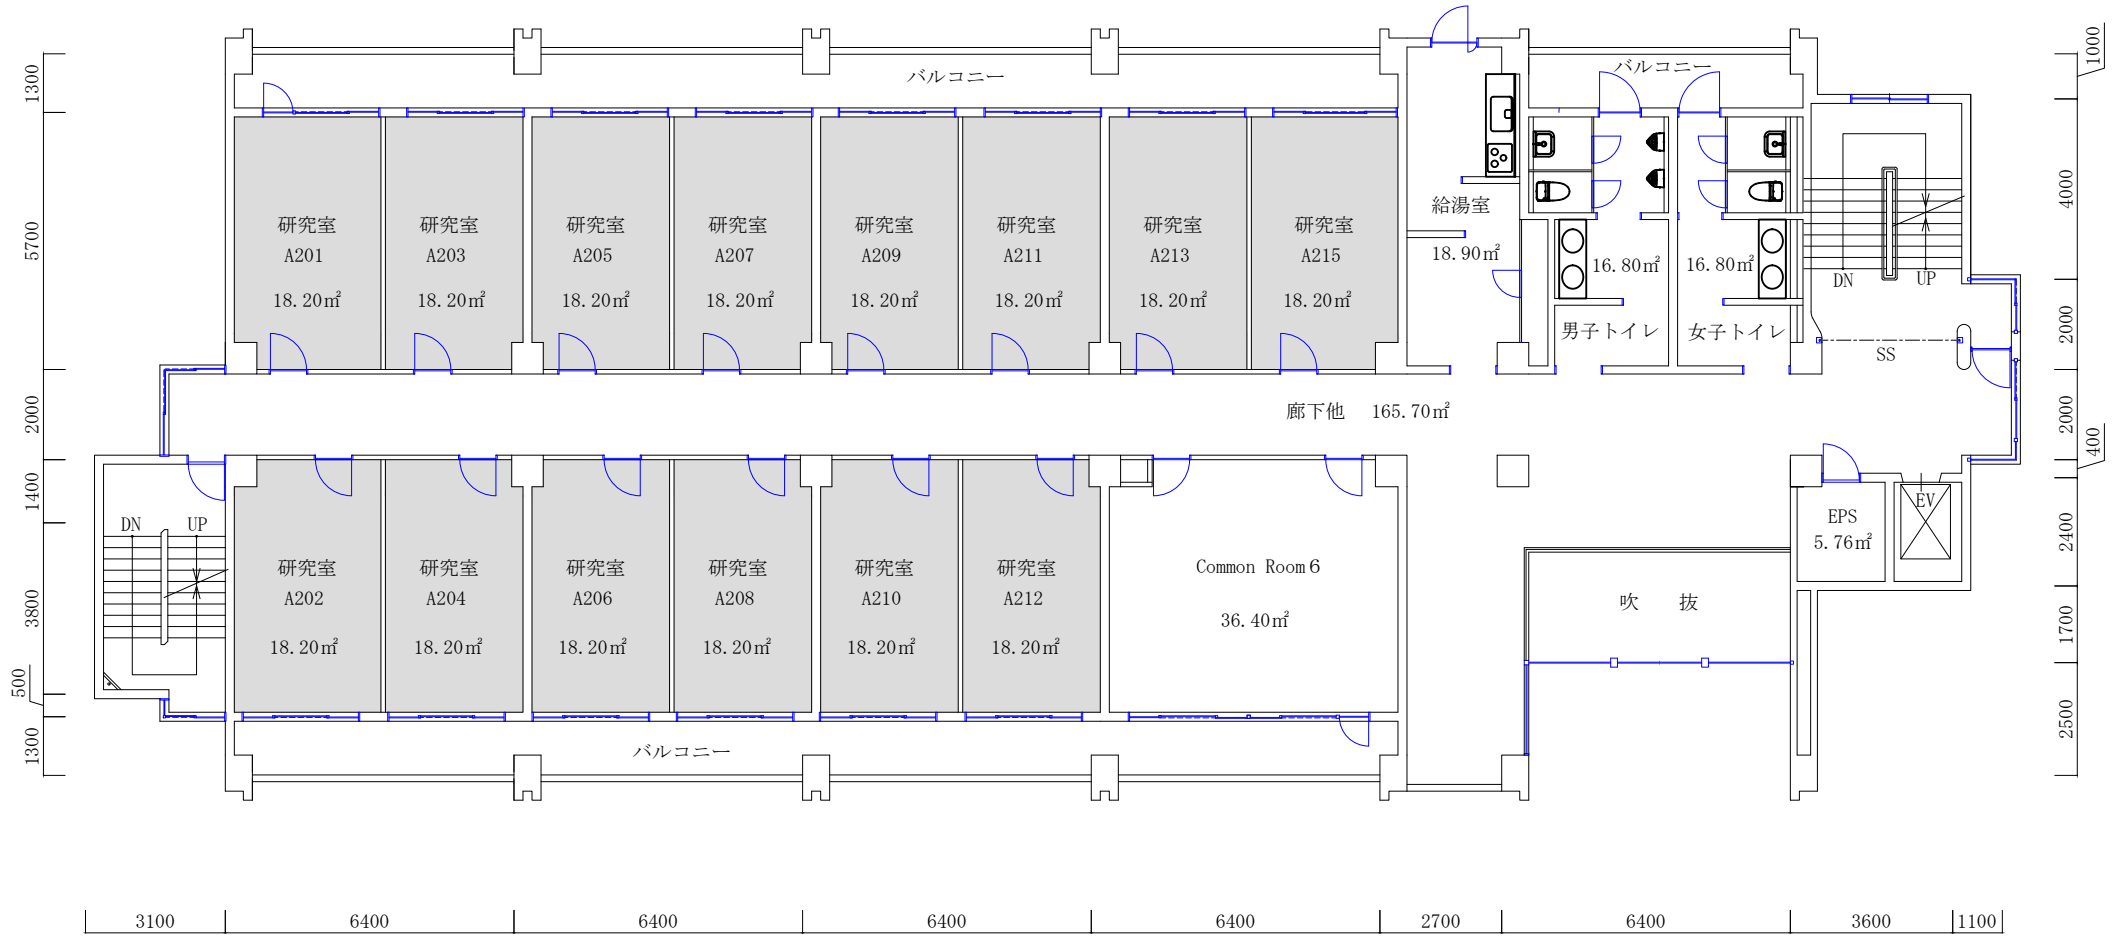 バルコニー
バルコニー
研究室
A201
18.20㎡
研究室
A203
18.20㎡
研究室
A205
18.20㎡
研究室
A207
18.20㎡
研究室
A209
18.20㎡
研究室
A211
18.20㎡
研究室
A213
18.20㎡
研究室
A215
18.20㎡
給湯室
18.90㎡
16.80㎡
男子トイレ
16.80㎡
女子トイレ
DN
UP
SS
廊下他 165.70㎡
DN
UP
研究室
A202
18.20㎡
研究室
A204
18.20㎡
研究室
A206
18.20㎡
研究室
A208
18.20㎡
研究室
A210
18.20㎡
研究室
A212
18.20㎡
Common Room６
36.40㎡
吹 抜
EPS
5.76㎡
EV
バルコニー
1300
5700
2000
1400
3800
500
1300
1000
4000
2000
2000
400
2400
1700
2500
3100
6400
6400
6400
6400
2700
6400
3600
1100